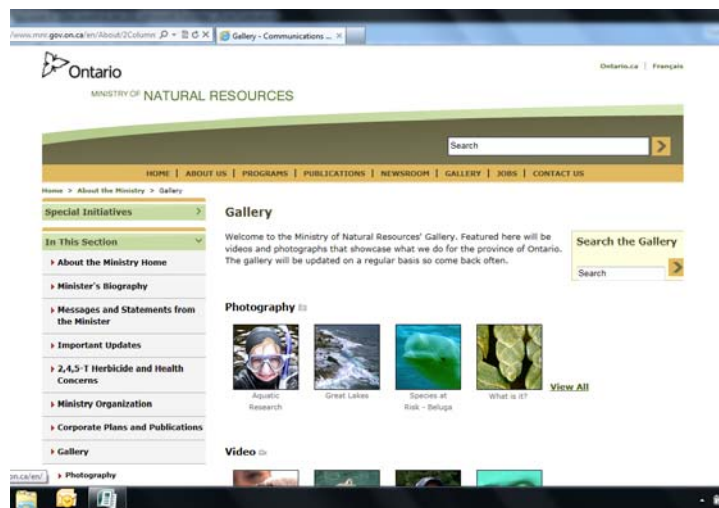 /www.mnr.gov.on.ca/en/About/2Column
Gallery - Communications ...
Ontario
Ontario.ca | Français
MINISTRY OF NATURAL RESOURCES
Search
HOME | ABOUT US | PROGRAMS | PUBLICATIONS | NEWSROOM | GALLERY | JOBS | CONTACT US
Home > About the Ministry > Gallery
Special Initiatives
In This Section
About the Ministry Home
Minister's Biography
Messages and Statements from
the Minister
Important Updates
2,4,5-T Herbicide and Health
Concerns
Ministry Organization
Corporate Plans and Publications
Gallery
Photography
Gallery
Welcome to the Ministry of Natural Resources' Gallery. Featured here will be
videos and photographs that showcase what we do for the province of Ontario.
The gallery will be updated on a regular basis so come back often.
Search the Gallery
Search
Photography
Aquatic
Research
Great Lakes
Species at
Risk - Beluga
What is it?
View All
Video
on.ca/en/